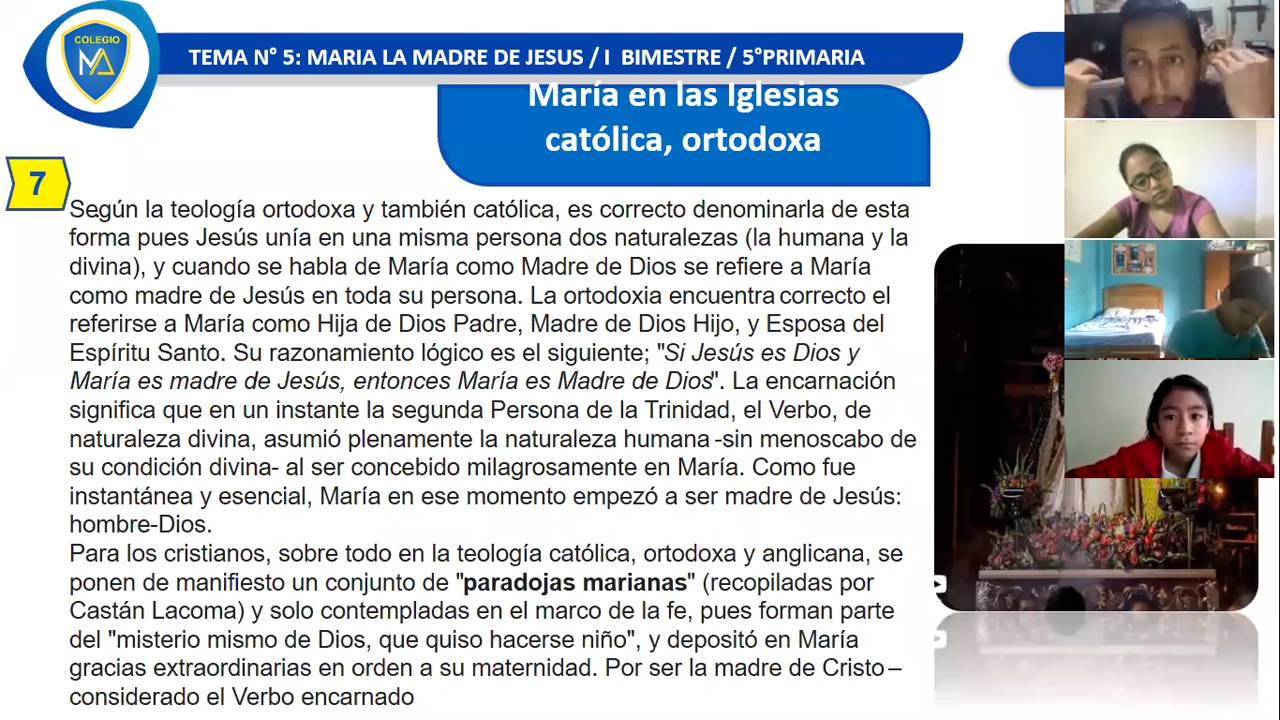 COLEGIO
MA
TEMA N° 5: MARIA LA MADRE DE JESUS / I BIMESTRE / 5°PRIMARIA
María en las Iglesias
católica, ortodoxa
7
Según la teología ortodoxa y también católica, es correcto denominarla de esta
forma pues Jesús unía en una misma persona dos naturalezas (la humana y la
divina), y cuando se habla de María como Madre de Dios se refiere a María
como madre de Jesús en toda su persona. La ortodoxia encuentra correcto el
referirse a María como Hija de Dios Padre, Madre de Dios Hijo, y Esposa del
Espíritu Santo. Su razonamiento lógico es el siguiente; "Si Jesús es Dios y
María es madre de Jesús, entonces María es Madre de Dios". La encarnación
significa que en un instante la segunda Persona de la Trinidad, el Verbo, de
naturaleza divina, asumió plenamente la naturaleza humana -sin menoscabo de
su condición divina- al ser concebido milagrosamente en María. Como fue
instantánea y esencial, María en ese momento empezó a ser madre de Jesús:
hombre-Dios.
Para los cristianos, sobre todo en la teología católica, ortodoxa y anglicana, se
ponen de manifiesto un conjunto de "paradojas marianas" (recopiladas por
Castán Lacoma) y solo contempladas en el marco de la fe, pues forman parte
del "misterio mismo de Dios, que quiso hacerse niño", y depositó en María
gracias extraordinarias en orden a su maternidad. Por ser la madre de Cristo –
considerado el Verbo encarnado